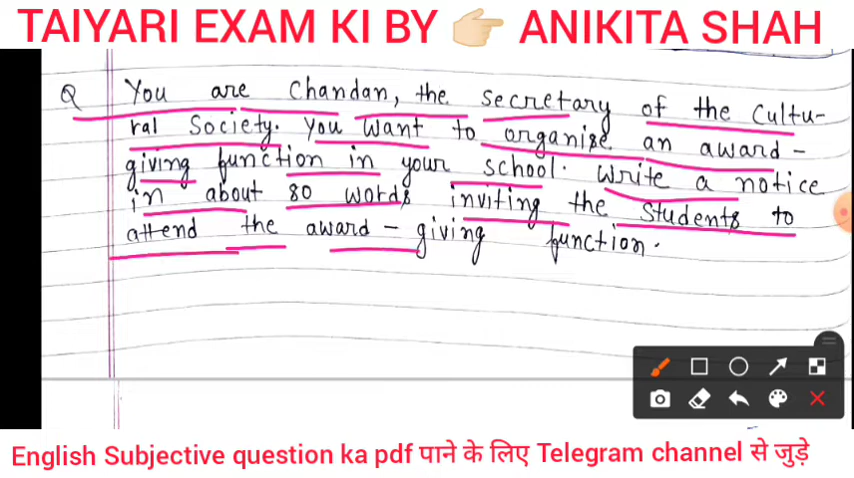 TAIYARI EXAM KI BY 👉🏻 ANIKITA SHAH
Q You are Chandan, the secretary of the Cultu-
ral Society. You want to organise an award-
giving function in your school. Write a notice
in about 80 words inviting the students to
attend the award-giving function.
English Subjective question ka pdf पाने के लिए Telegram channel से जुड़े